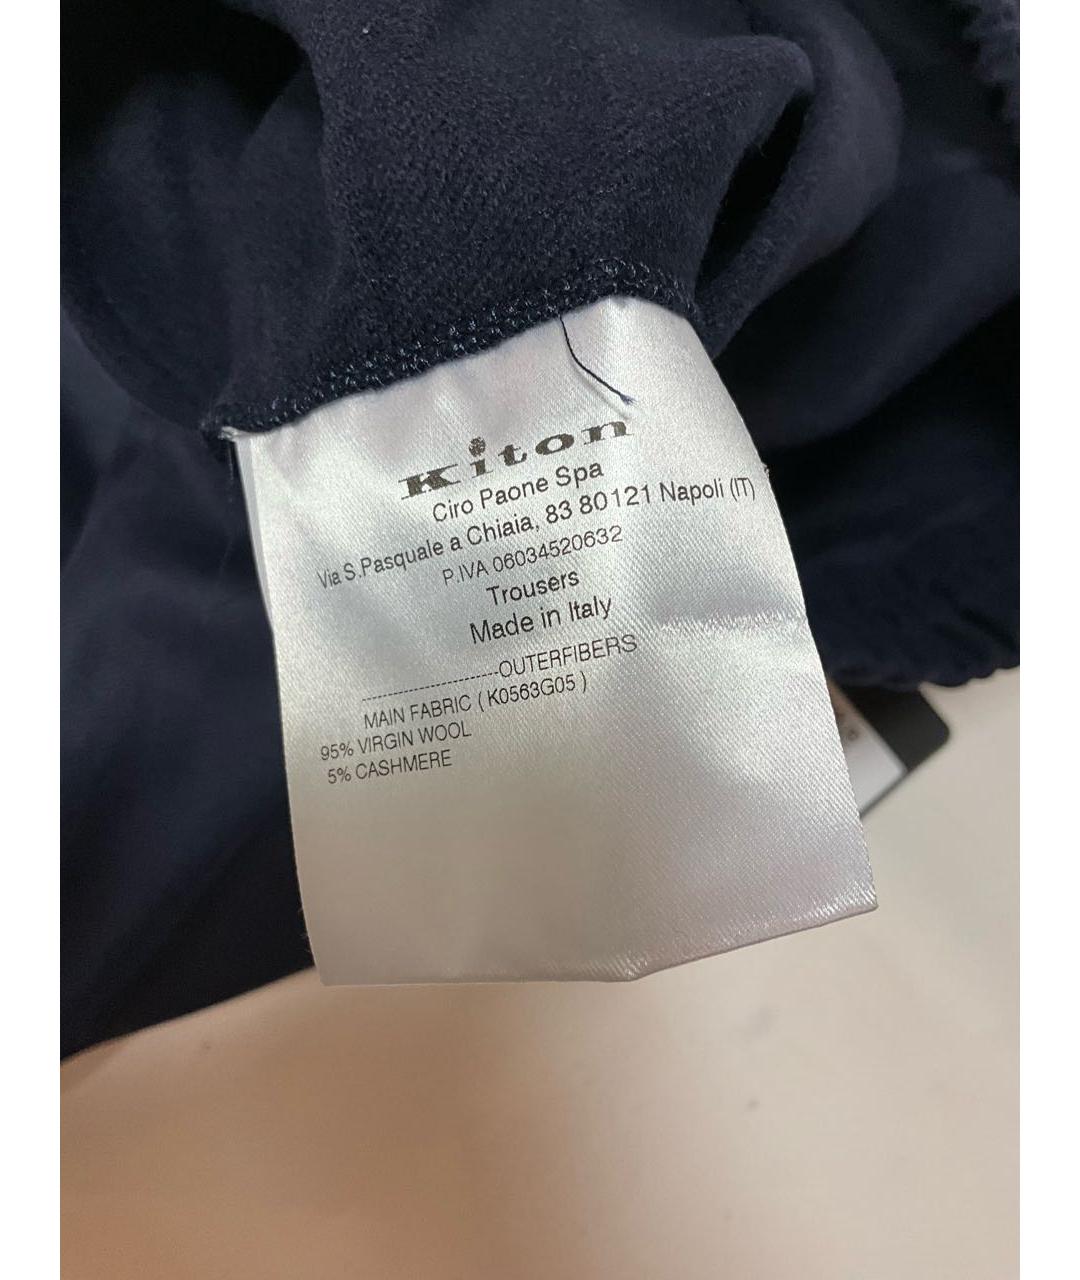 Kiton
Ciro Paone Spa
Via S.Pasquale a Chiaia, 83 80121 Napoli (IT)
P.IVA 06034520632
Trousers
Made in Italy
----------------------OUTERFIBERS
MAIN FABRIC ( K0563G05 )
95% VIRGIN WOOL
5% CASHMERE